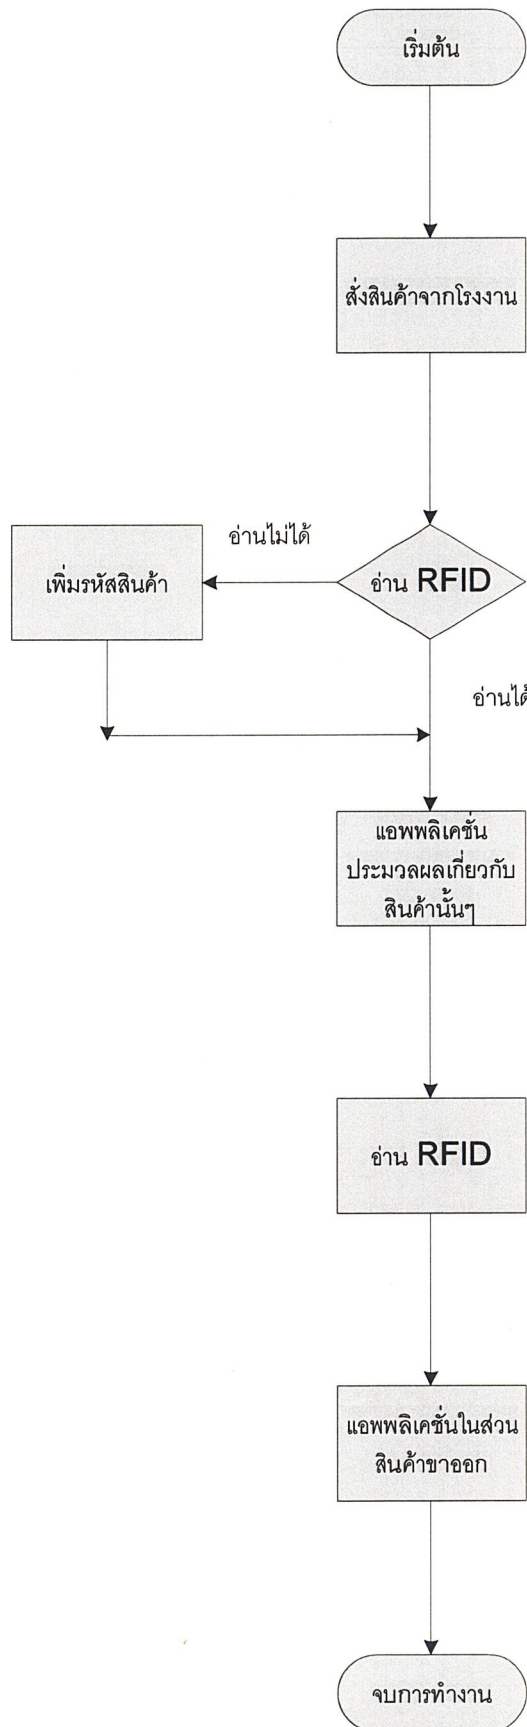 เริ่มต้น
สั่งสินค้าจากโรงงาน
อ่านไม่ได้
เพิ่มรหัสสินค้า
อ่าน RFID
อ่านได้
แอพพลิเคชั่น
ประมวลผลเกี่ยวกับ
สินค้านั้นๆ
อ่าน RFID
แอพพลิเคชั่นในส่วน
สินค้าขาออก
จบการทำงาน